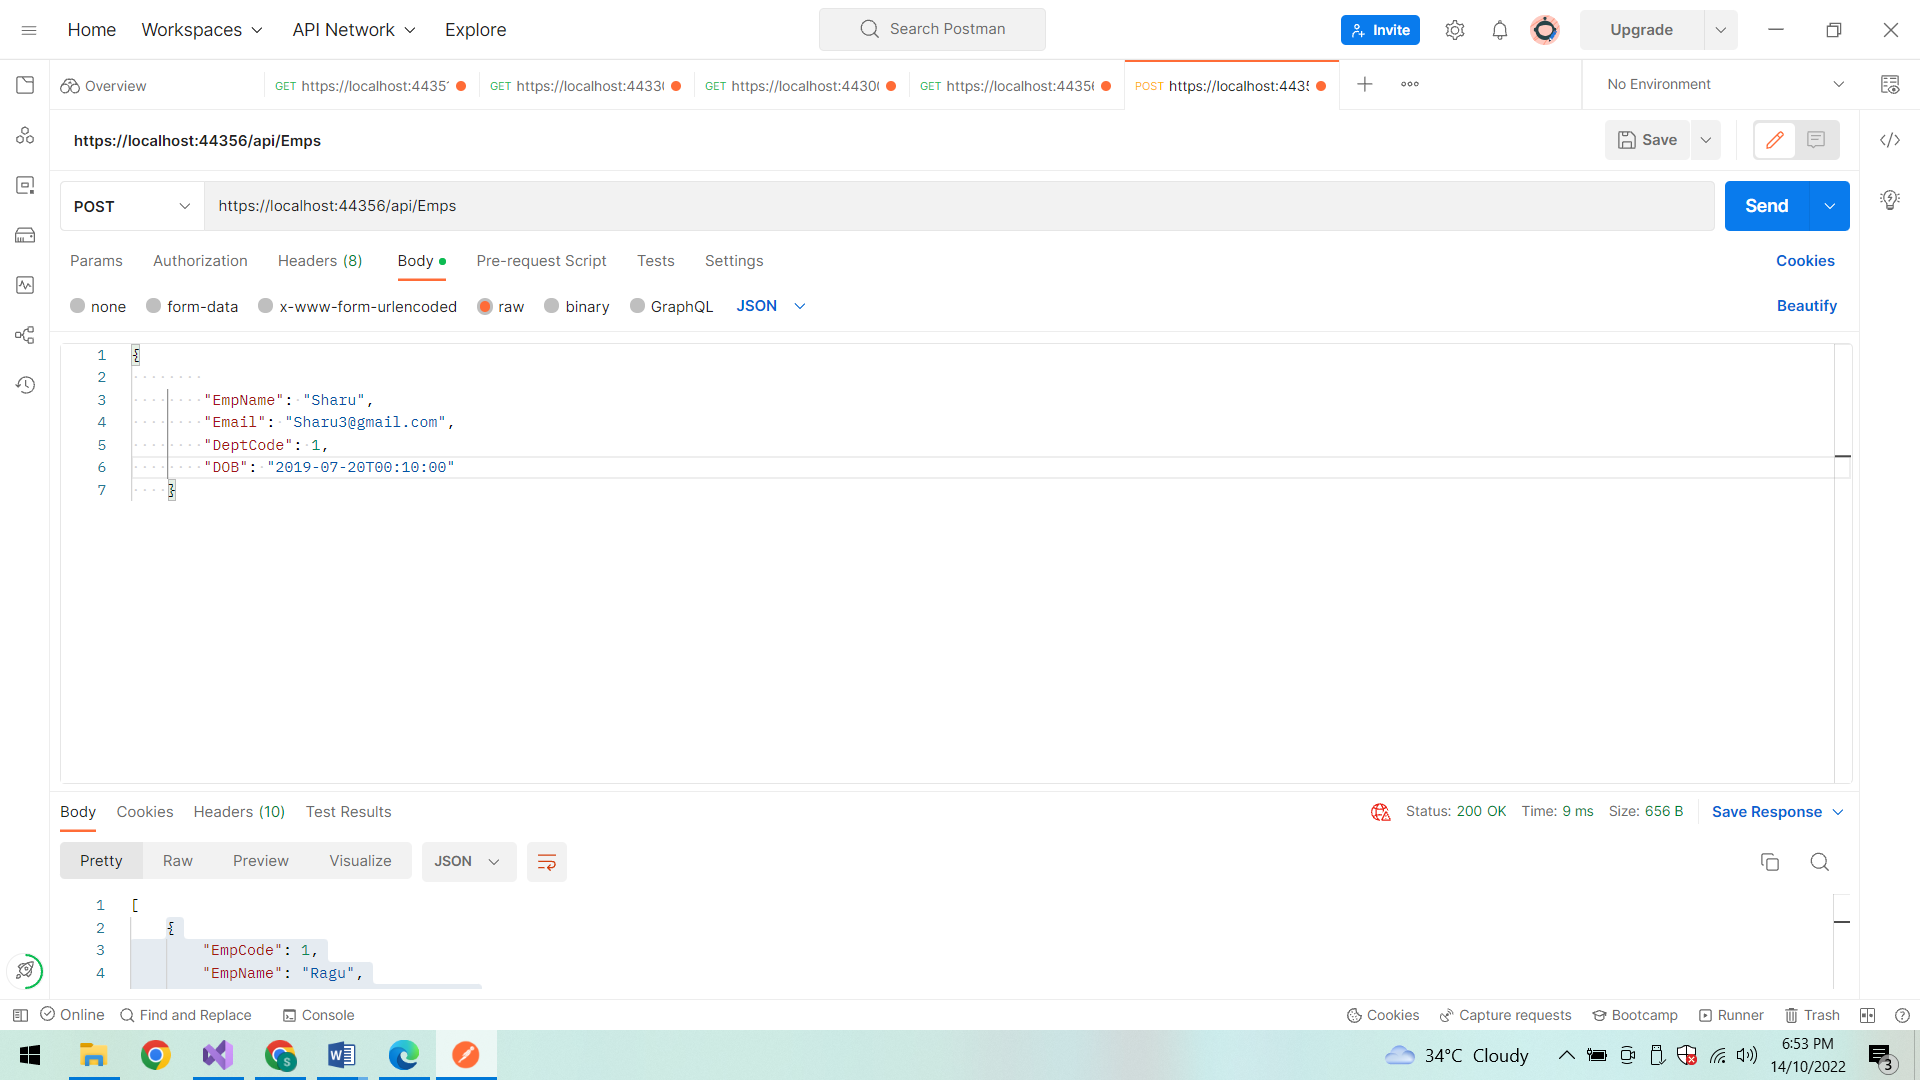 Home Workspaces API Network Explore Search Postman Invite Upgrade
Overview GET https://localhost:4435 GET https://localhost:4433 GET https://localhost:4430 GET https://localhost:4435 POST https://localhost:443 No Environment
https://localhost:44356/api/Emps Save
POST https://localhost:44356/api/Emps Send
Params Authorization Headers (8) Body Pre-request Script Tests Settings Cookies
none form-data x-www-form-urlencoded raw binary GraphQL JSON Beautify
1 {
2
3 "EmpName": "Sharu",
4 "Email": "Sharu3@gmail.com",
5 "DeptCode": 1,
6 "DOB": "2019-07-20T00:10:00"
7 }
Body Cookies Headers (10) Test Results Status: 200 OK Time: 9 ms Size: 656 B Save Response
Pretty Raw Preview Visualize JSON
1 [
2 {
3 "EmpCode": 1,
4 "EmpName": "Ragu",
Online Find and Replace Console Cookies Capture requests Bootcamp Runner Trash
34°C Cloudy 6:53 PM
14/10/2022 3